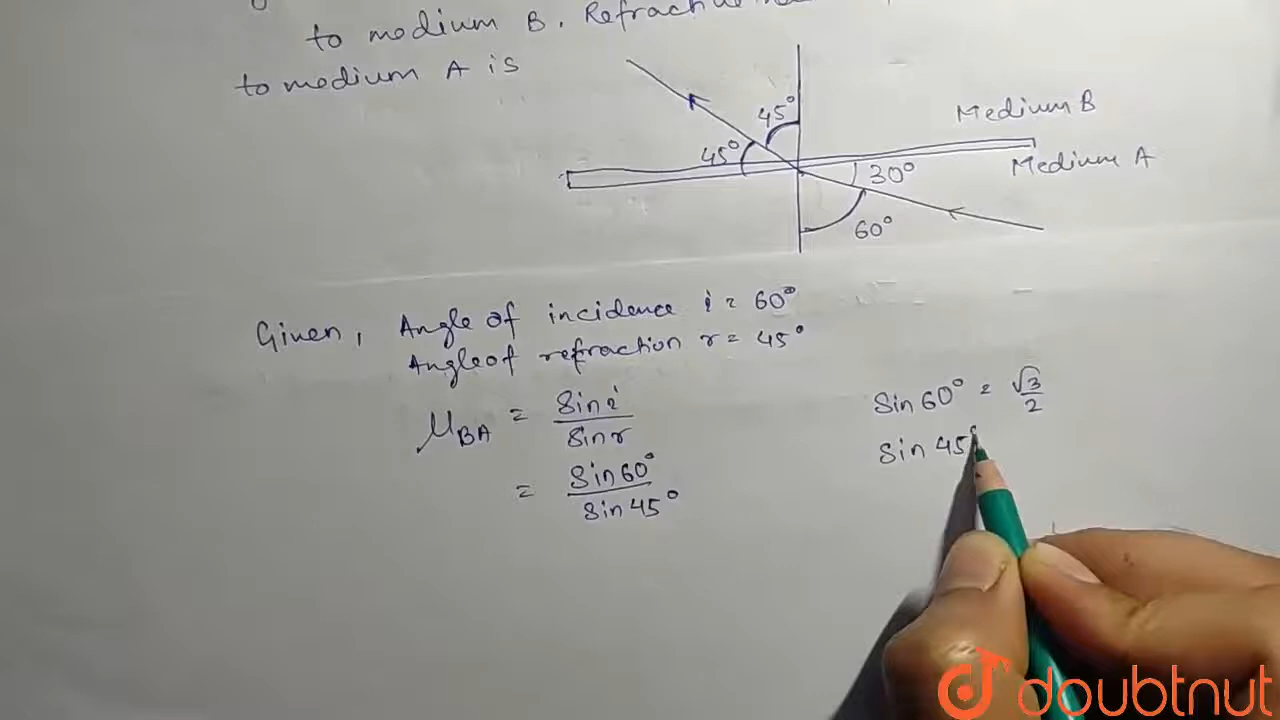 to medium B. Refractive
to medium A is
45°
Medium B
45°
Medium A
30°
60°
Given, Angle of incidence i = 60°
Angle of refraction r = 45°
μBA = Sin i / Sin r
Sin 60° = √3/2
= Sin 60° / Sin 45°
Sin 45°
doubtnut